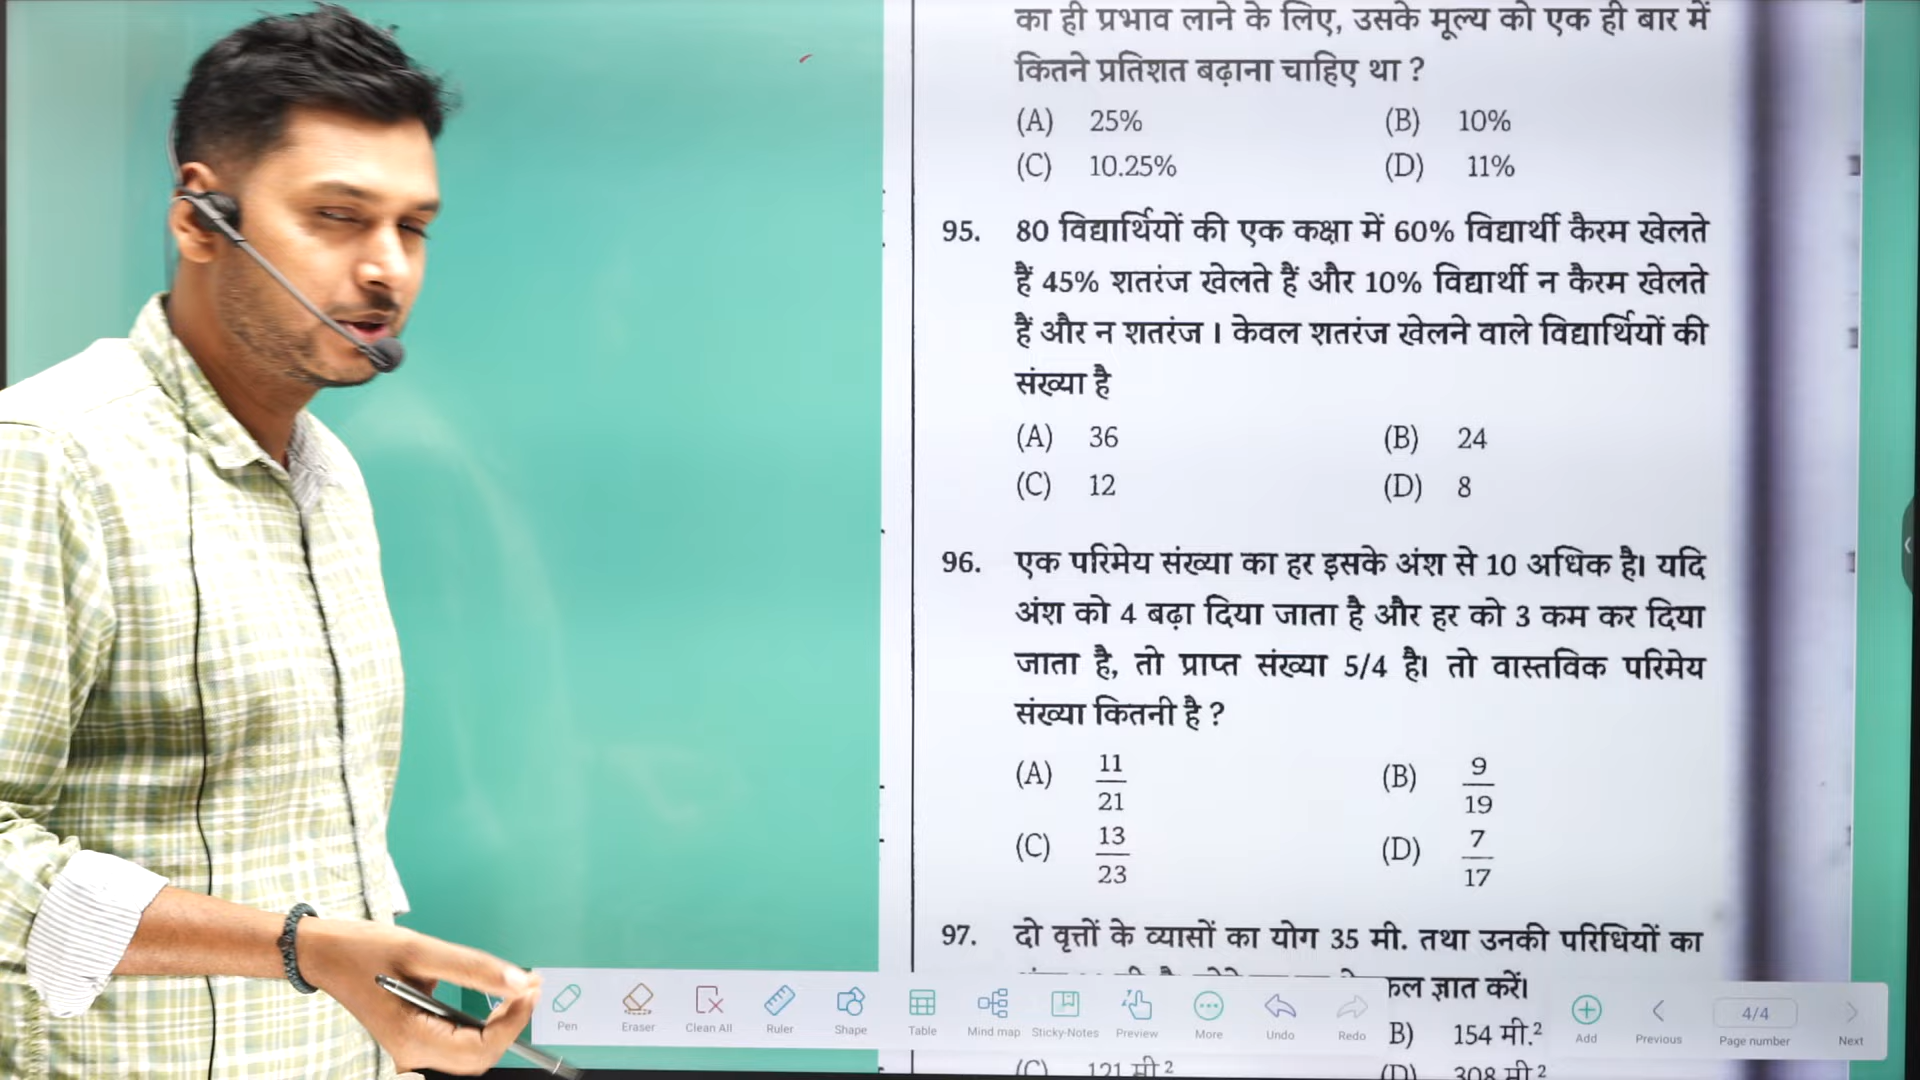 का ही प्रभाव लाने के लिए, उसके मूल्य को एक ही बार में
कितने प्रतिशत बढ़ाना चाहिए था ?
(A) 25% (B) 10%
(C) 10.25% (D) 11%
95. 80 विद्यार्थियों की एक कक्षा में 60% विद्यार्थी कैरम खेलते
हैं 45% शतरंज खेलते हैं और 10% विद्यार्थी न कैरम खेलते
हैं और न शतरंज । केवल शतरंज खेलने वाले विद्यार्थियों की
संख्या है
(A) 36 (B) 24
(C) 12 (D) 8
96. एक परिमेय संख्या का हर इसके अंश से 10 अधिक है। यदि
अंश को 4 बढ़ा दिया जाता है और हर को 3 कम कर दिया
जाता है, तो प्राप्त संख्या 5/4 है। तो वास्तविक परिमेय
संख्या कितनी है ?
(A) 11/21 (B) 9/19
(C) 13/23 (D) 7/17
97. दो वृत्तों के व्यासों का योग 35 मी. तथा उनकी परिधियों का
ज्ञात करें।
B) 154 मी.²
(C) 121 मी² (D) 308 मी²
Pen Eraser Clean All Ruler Shape Table Mind map Sticky-Notes Preview More Undo Redo Add Previous 4/4 Page number Next